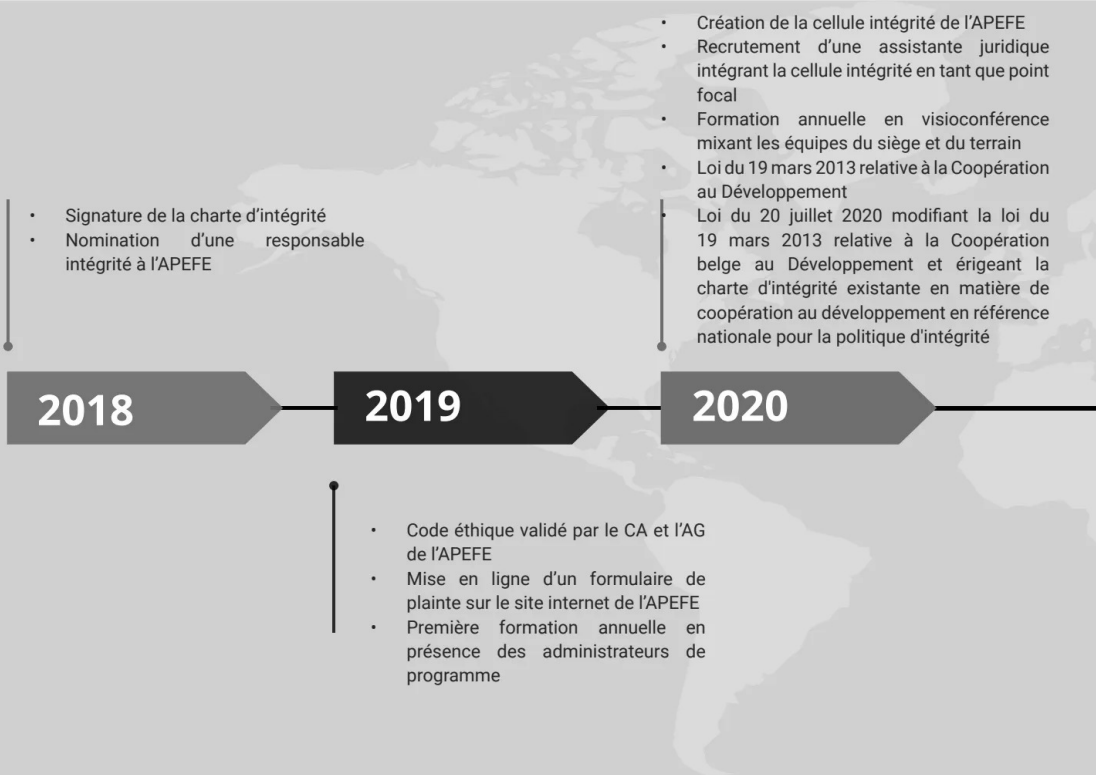 • Création de la cellule intégrité de l’APEFE
• Recrutement d’une assistante juridique
intégrant la cellule intégrité en tant que point
focal
• Formation annuelle en visioconférence
mixant les équipes du siège et du terrain
• Loi du 19 mars 2013 relative à la Coopération
au Développement
• Loi du 20 juillet 2020 modifiant la loi du
19 mars 2013 relative à la Coopération
belge au Développement et érigeant la
charte d'intégrité existante en matière de
coopération au développement en référence
nationale pour la politique d'intégrité
• Signature de la charte d’intégrité
• Nomination d’une responsable
intégrité à l’APEFE
2018
2019
2020
• Code éthique validé par le CA et l’AG
de l’APEFE
• Mise en ligne d’un formulaire de
plainte sur le site internet de l’APEFE
• Première formation annuelle en
présence des administrateurs de
programme